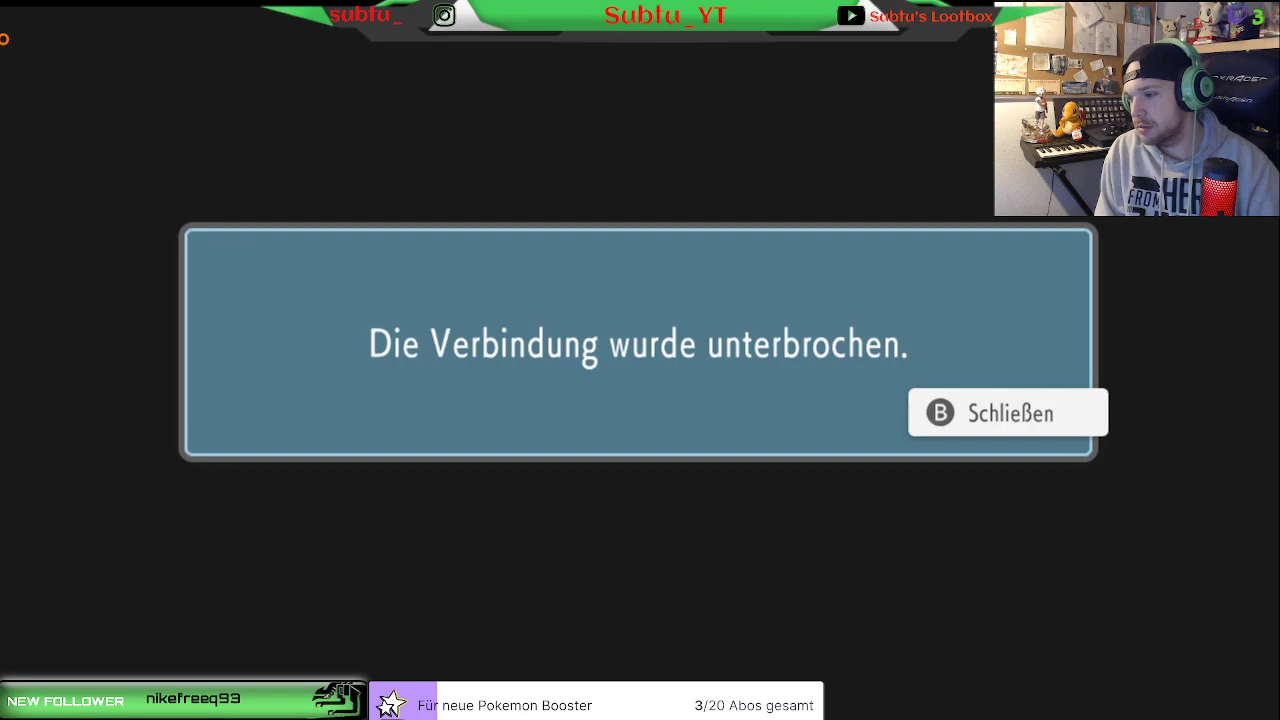 subtu_
Subtu_YT
Subtu's Lootbox
3
Die Verbindung wurde unterbrochen.
B Schließen
NEW FOLLOWER nikefreeq93
Für neue Pokemon Booster 3/20 Abos gesamt